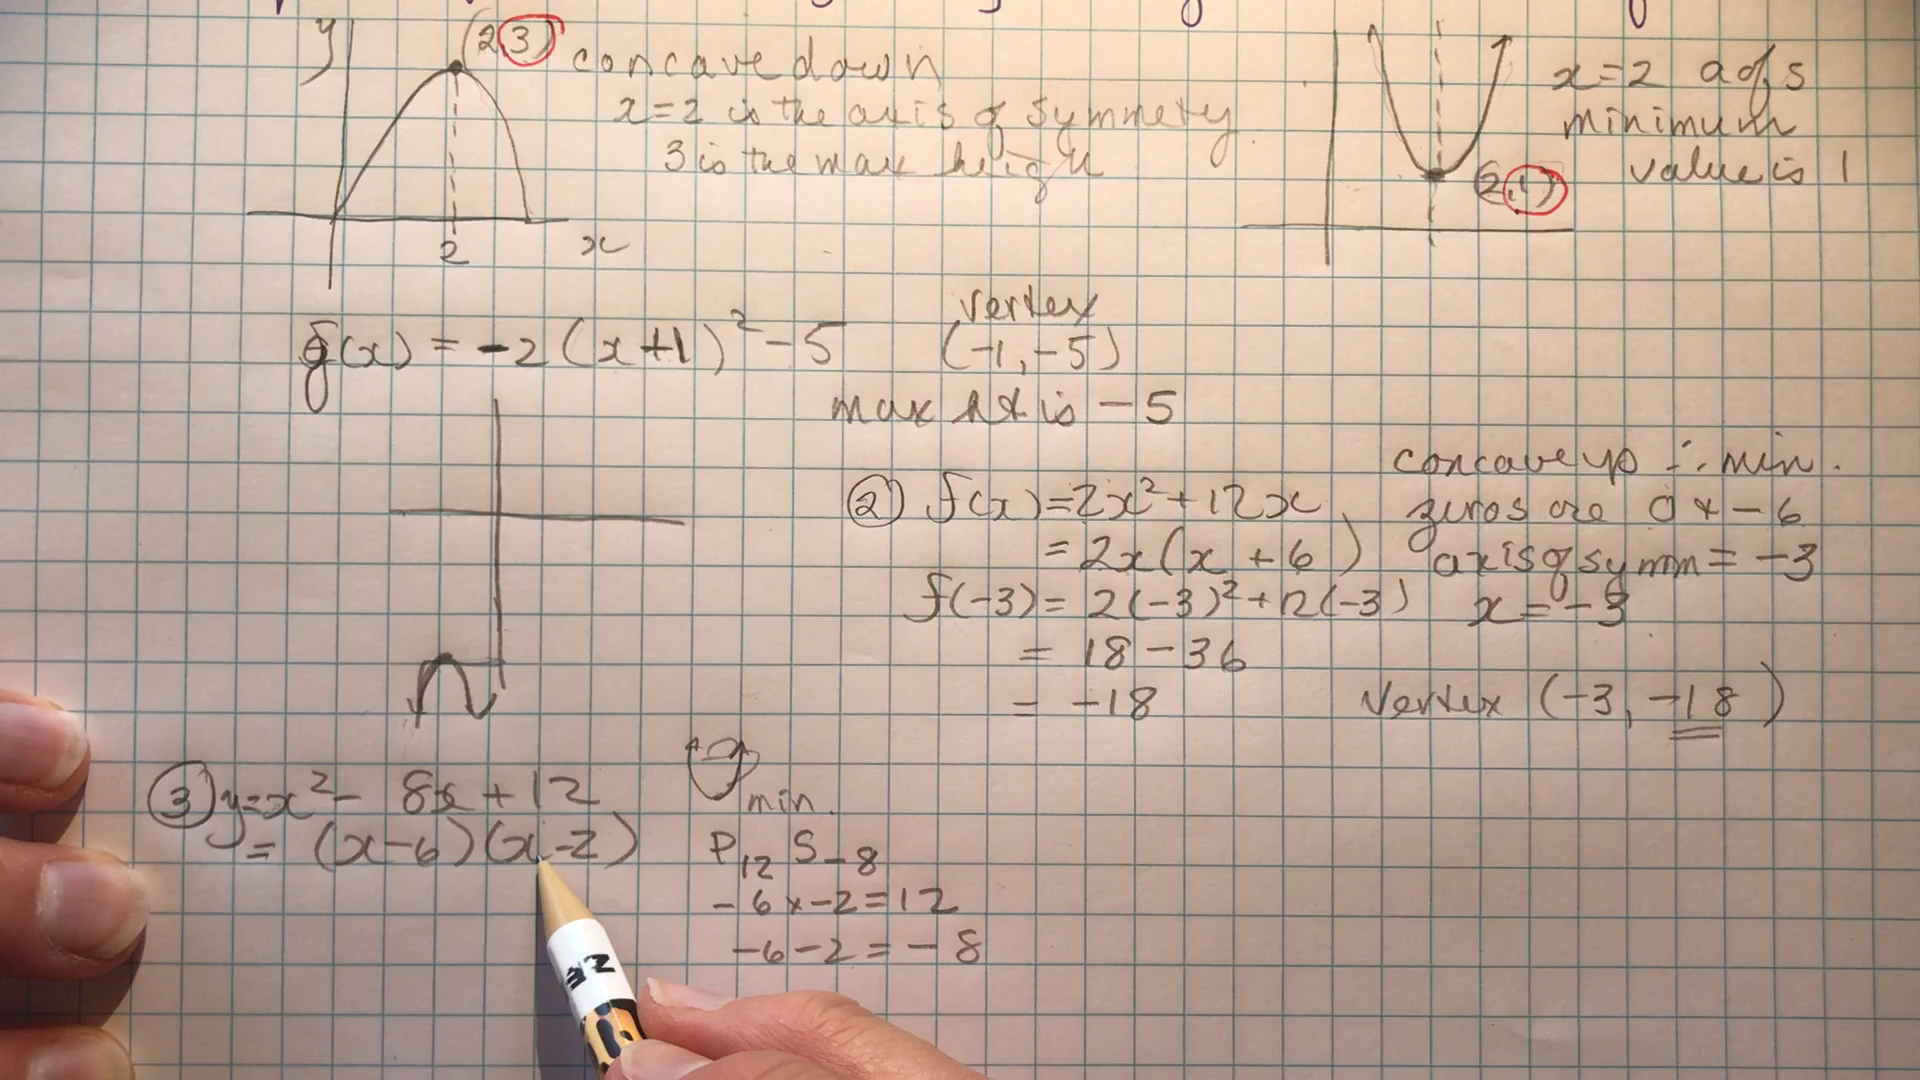 y
(2,3)
concave down
x=2 is the axis of symmetry
3 is the max height
2
x
x=2 a of s
minimum
value is 1
(2,1)
g(x) = -2(x+1)² - 5
vertex
(-1,-5)
max ht is -5
② f(x)=2x²+12x
= 2x(x+6)
f(-3) = 2(-3)²+12(-3)
= 18-36
= -18
concave up ∴ min.
zeros are 0 + -6
axis of symm = -3
x = -3
Vertex (-3, -18)
③ y=x²- 8x+12
= (x-6)(x-2)
min.
P12 S-8
-6x-2=12
-6-2=-8